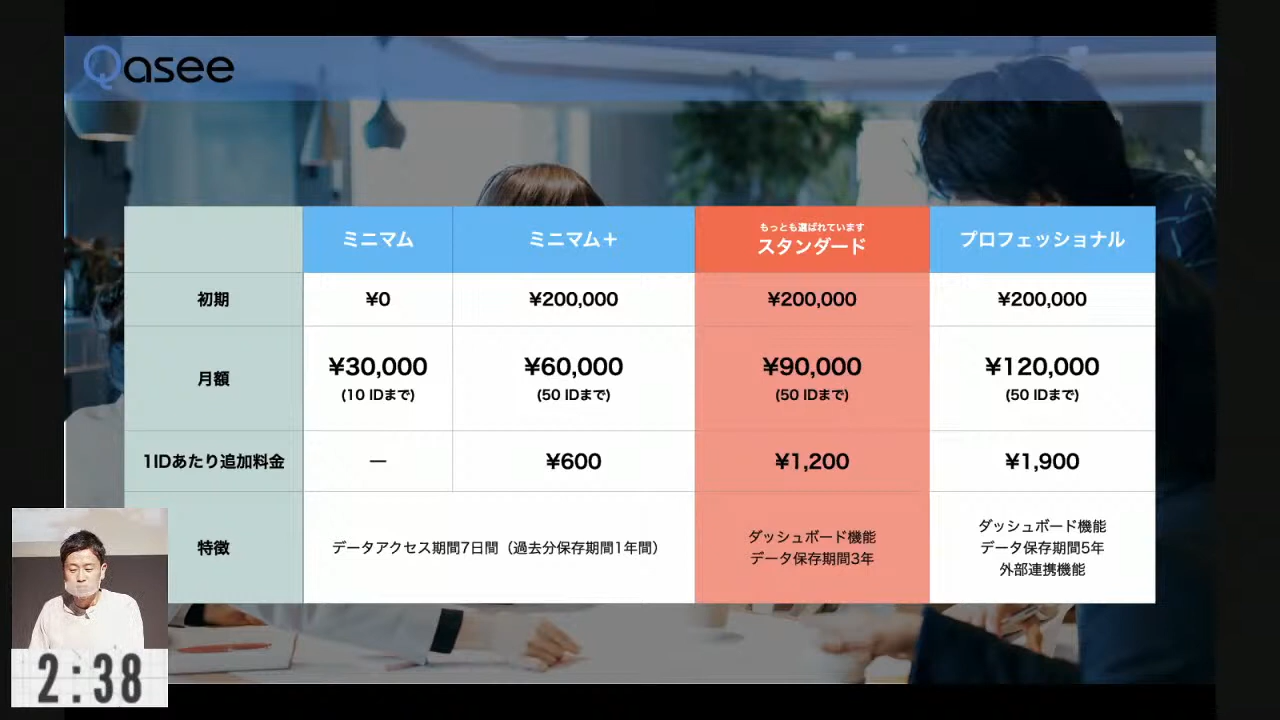 Qasee
ミニマム
ミニマム＋
もっとも選ばれています
スタンダード
プロフェッショナル
初期
¥0
¥200,000
¥200,000
¥200,000
月額
¥30,000
(10 IDまで)
¥60,000
(50 IDまで)
¥90,000
(50 IDまで)
¥120,000
(50 IDまで)
1IDあたり追加料金
—
¥600
¥1,200
¥1,900
特徴
データアクセス期間7日間（過去分保存期間1年間）
ダッシュボード機能
データ保存期間3年
ダッシュボード機能
データ保存期間5年
外部連携機能
2:38